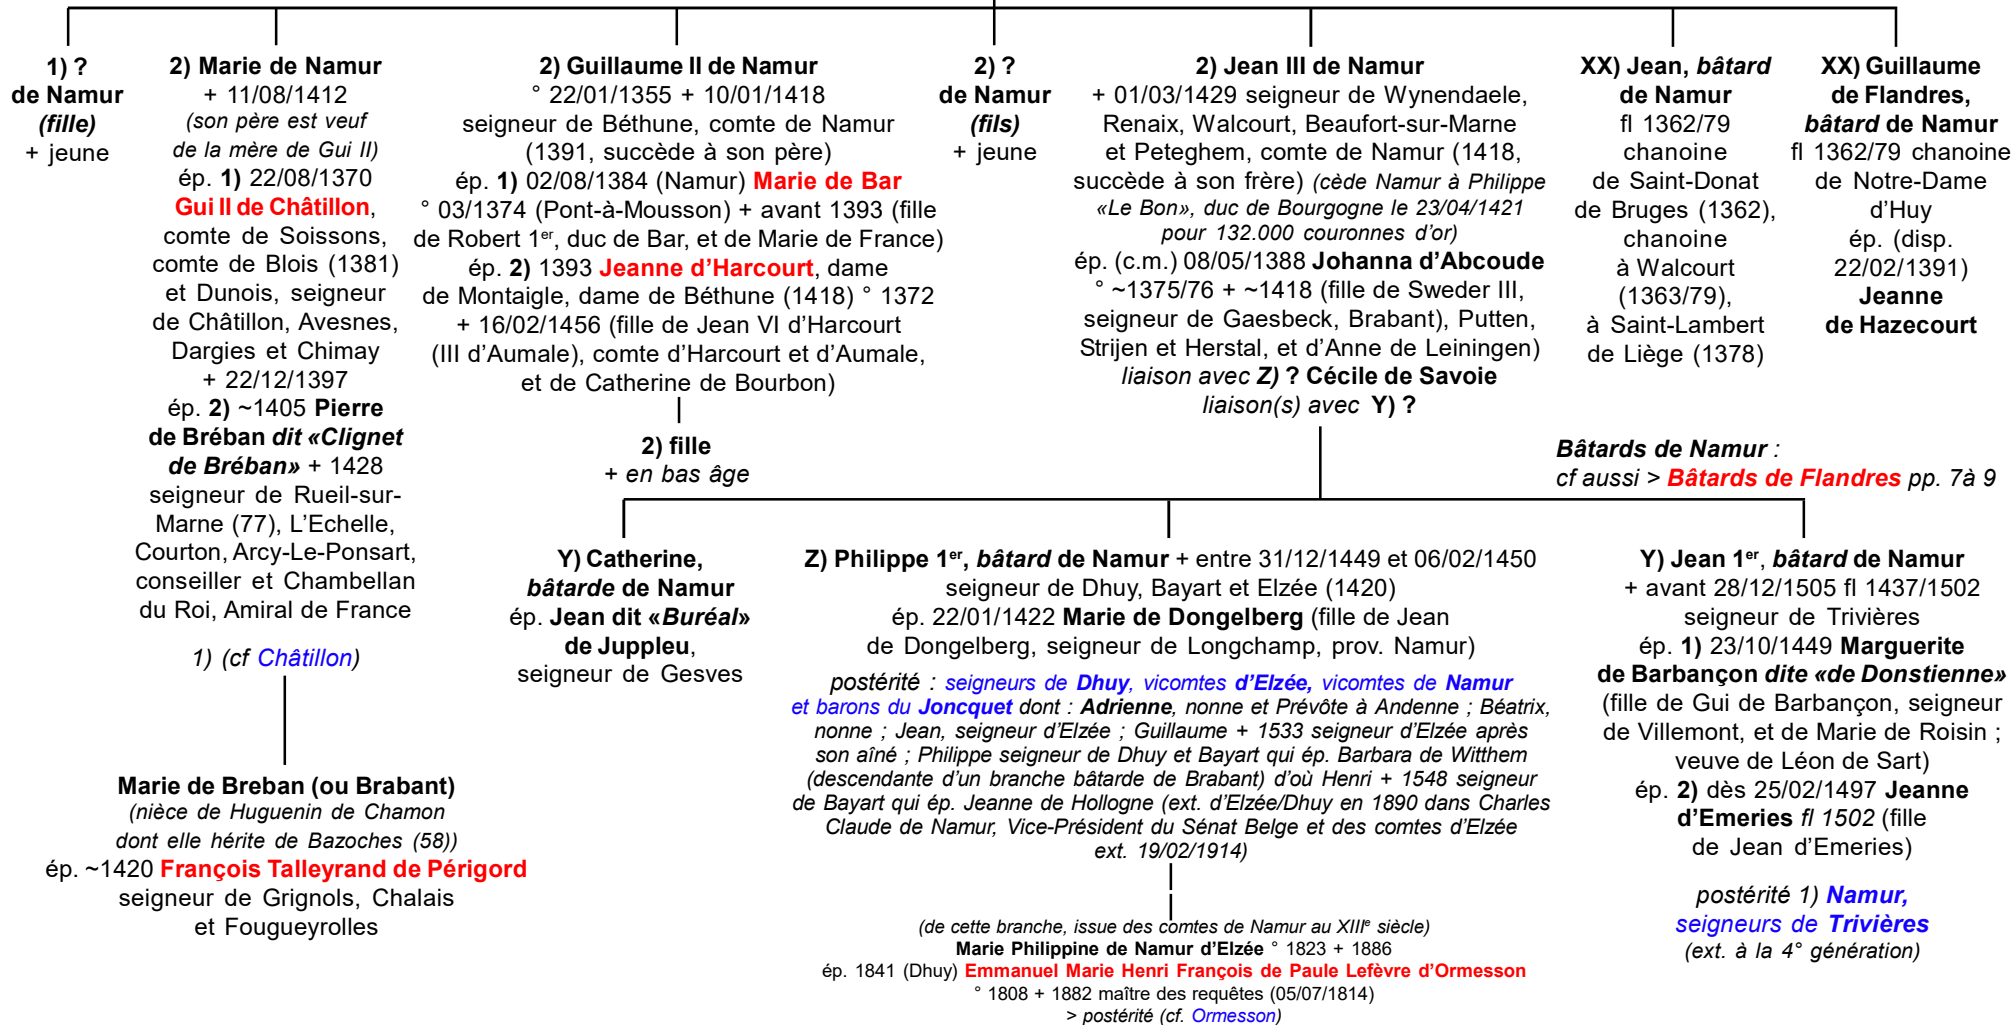 1) ?
de Namur
(fille)
+ jeune
2) Marie de Namur
+ 11/08/1412
(son père est veuf
de la mère de Gui II)
ép. 1) 22/08/1370
Gui II de Châtillon,
comte de Soissons,
comte de Blois (1381)
et Dunois, seigneur
de Châtillon, Avesnes,
Dargies et Chimay
+ 22/12/1397
ép. 2) ~1405 Pierre
de Bréban dit «Clignet
de Bréban» + 1428
seigneur de Rueil-sur-
Marne (77), L'Echelle,
Courton, Arcy-Le-Ponsart,
conseiller et Chambellan
du Roi, Amiral de France
1) (cf Châtillon)
Marie de Breban (ou Brabant)
(nièce de Huguenin de Chamon
dont elle hérite de Bazoches (58))
ép. ~1420 François Talleyrand de Périgord
seigneur de Grignols, Chalais
et Fougueyrolles
2) Guillaume II de Namur
° 22/01/1355 + 10/01/1418
seigneur de Béthune, comte de Namur
(1391, succède à son père)
ép. 1) 02/08/1384 (Namur) Marie de Bar
° 03/1374 (Pont-à-Mousson) + avant 1393 (fille
de Robert 1er, duc de Bar, et de Marie de France)
ép. 2) 1393 Jeanne d'Harcourt, dame
de Montaigle, dame de Béthune (1418) ° 1372
+ 16/02/1456 (fille de Jean VI d'Harcourt
(III d'Aumale), comte d'Harcourt et d'Aumale,
et de Catherine de Bourbon)
2) fille
+ en bas âge
2) ?
de Namur
(fils)
+ jeune
2) Jean III de Namur
+ 01/03/1429 seigneur de Wynendaele,
Renaix, Walcourt, Beaufort-sur-Marne
et Peteghem, comte de Namur (1418,
succède à son frère) (cède Namur à Philippe
«Le Bon», duc de Bourgogne le 23/04/1421
pour 132.000 couronnes d'or)
ép. (c.m.) 08/05/1388 Johanna d'Abcoude
° ~1375/76 + ~1418 (fille de Sweder III,
seigneur de Gaesbeck, Brabant), Putten,
Strijen et Herstal, et d'Anne de Leiningen)
liaison avec Z) ? Cécile de Savoie
liaison(s) avec Y) ?
XX) Jean, bâtard
de Namur
fl 1362/79
chanoine
de Saint-Donat
de Bruges (1362),
chanoine
à Walcourt
(1363/79),
à Saint-Lambert
de Liège (1378)
XX) Guillaume
de Flandres,
bâtard de Namur
fl 1362/79 chanoine
de Notre-Dame
d'Huy
ép. (disp.
22/02/1391)
Jeanne
de Hazecourt
Bâtards de Namur :
cf aussi > Bâtards de Flandres pp. 7à 9
Y) Catherine,
bâtarde de Namur
ép. Jean dit «Buréal»
de Juppleu,
seigneur de Gesves
Z) Philippe 1er, bâtard de Namur + entre 31/12/1449 et 06/02/1450
seigneur de Dhuy, Bayart et Elzée (1420)
ép. 22/01/1422 Marie de Dongelberg (fille de Jean
de Dongelberg, seigneur de Longchamp, prov. Namur)
postérité : seigneurs de Dhuy, vicomtes d'Elzée, vicomtes de Namur
et barons du Joncquet dont : Adrienne, nonne et Prévôte à Andenne ; Béatrix,
nonne ; Jean, seigneur d'Elzée ; Guillaume + 1533 seigneur d'Elzée après
son aîné ; Philippe seigneur de Dhuy et Bayart qui ép. Barbara de Witthem
(descendante d'un branche bâtarde de Brabant) d'où Henri + 1548 seigneur
de Bayart qui ép. Jeanne de Hollogne (ext. d'Elzée/Dhuy en 1890 dans Charles
Claude de Namur, Vice-Président du Sénat Belge et des comtes d'Elzée
ext. 19/02/1914)
(de cette branche, issue des comtes de Namur au XIIIe siècle)
Marie Philippine de Namur d'Elzée ° 1823 + 1886
ép. 1841 (Dhuy) Emmanuel Marie Henri François de Paule Lefèvre d'Ormesson
° 1808 + 1882 maître des requêtes (05/07/1814)
> postérité (cf. Ormesson)
Y) Jean 1er, bâtard de Namur
+ avant 28/12/1505 fl 1437/1502
seigneur de Trivières
ép. 1) 23/10/1449 Marguerite
de Barbançon dite «de Donstienne»
(fille de Gui de Barbançon, seigneur
de Villemont, et de Marie de Roisin ;
veuve de Léon de Sart)
ép. 2) dès 25/02/1497 Jeanne
d'Emeries fl 1502 (fille
de Jean d'Emeries)
postérité 1) Namur,
seigneurs de Trivières
(ext. à la 4° génération)